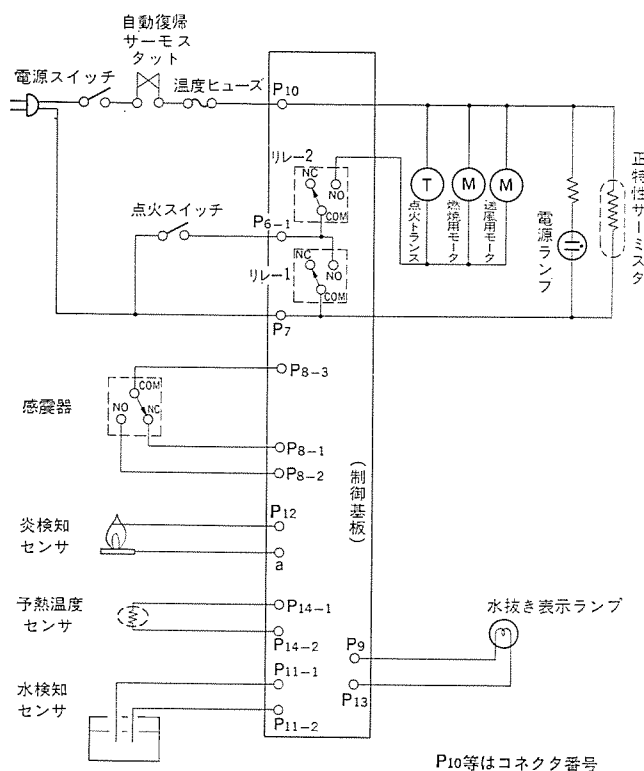 自動復帰
サーモス
タット
電源スイッチ
温度ヒューズ
P10
リレー2
NC
NO
COM
点火スイッチ
P6-1
NC
NO
リレー1
COM
P7
T
M
M
点火トランス
燃焼用モータ
送風用モータ
電源ランプ
正特性サーミスタ
感震器
COM
NO
NC
P8-3
P8-1
P8-2
(制御基板)
炎検知
センサ
P12
a
予熱温度
センサ
P14-1
P14-2
水検知
センサ
P11-1
P11-2
水抜き表示ランプ
P9
P13
P10等はコネクタ番号